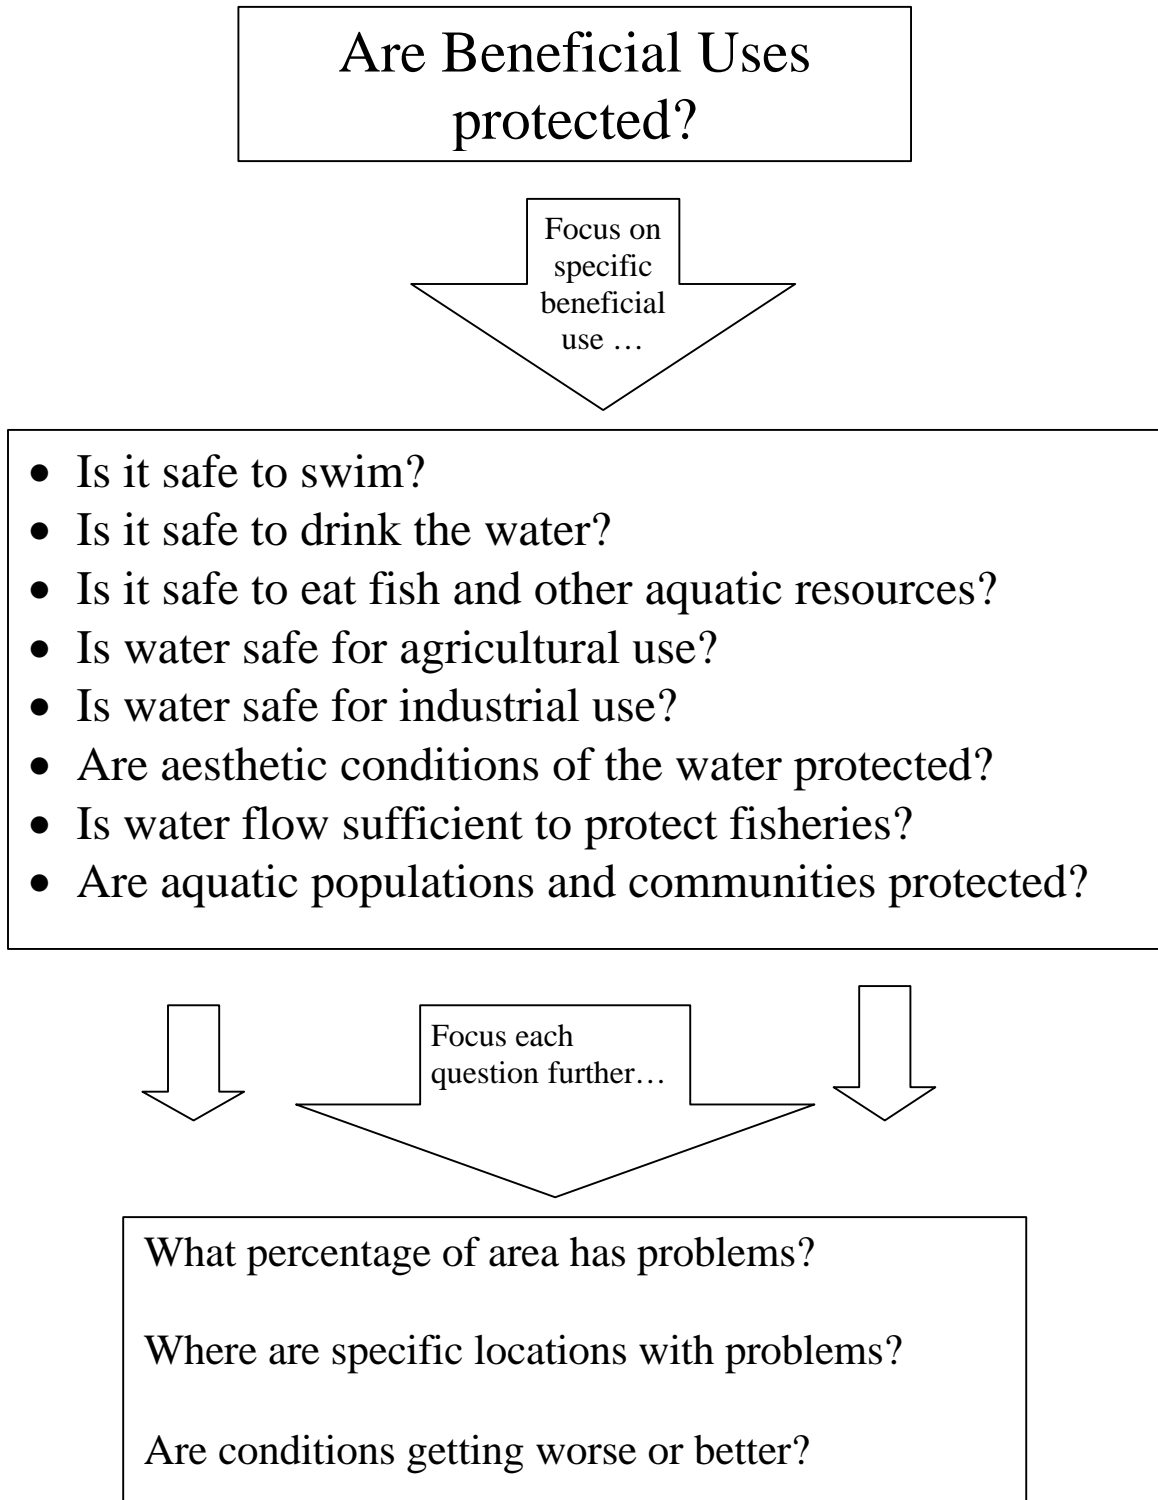 Are Beneficial Uses
protected?
Focus on
specific
beneficial
use …
• Is it safe to swim?
• Is it safe to drink the water?
• Is it safe to eat fish and other aquatic resources?
• Is water safe for agricultural use?
• Is water safe for industrial use?
• Are aesthetic conditions of the water protected?
• Is water flow sufficient to protect fisheries?
• Are aquatic populations and communities protected?
Focus each
question further…
What percentage of area has problems?
Where are specific locations with problems?
Are conditions getting worse or better?